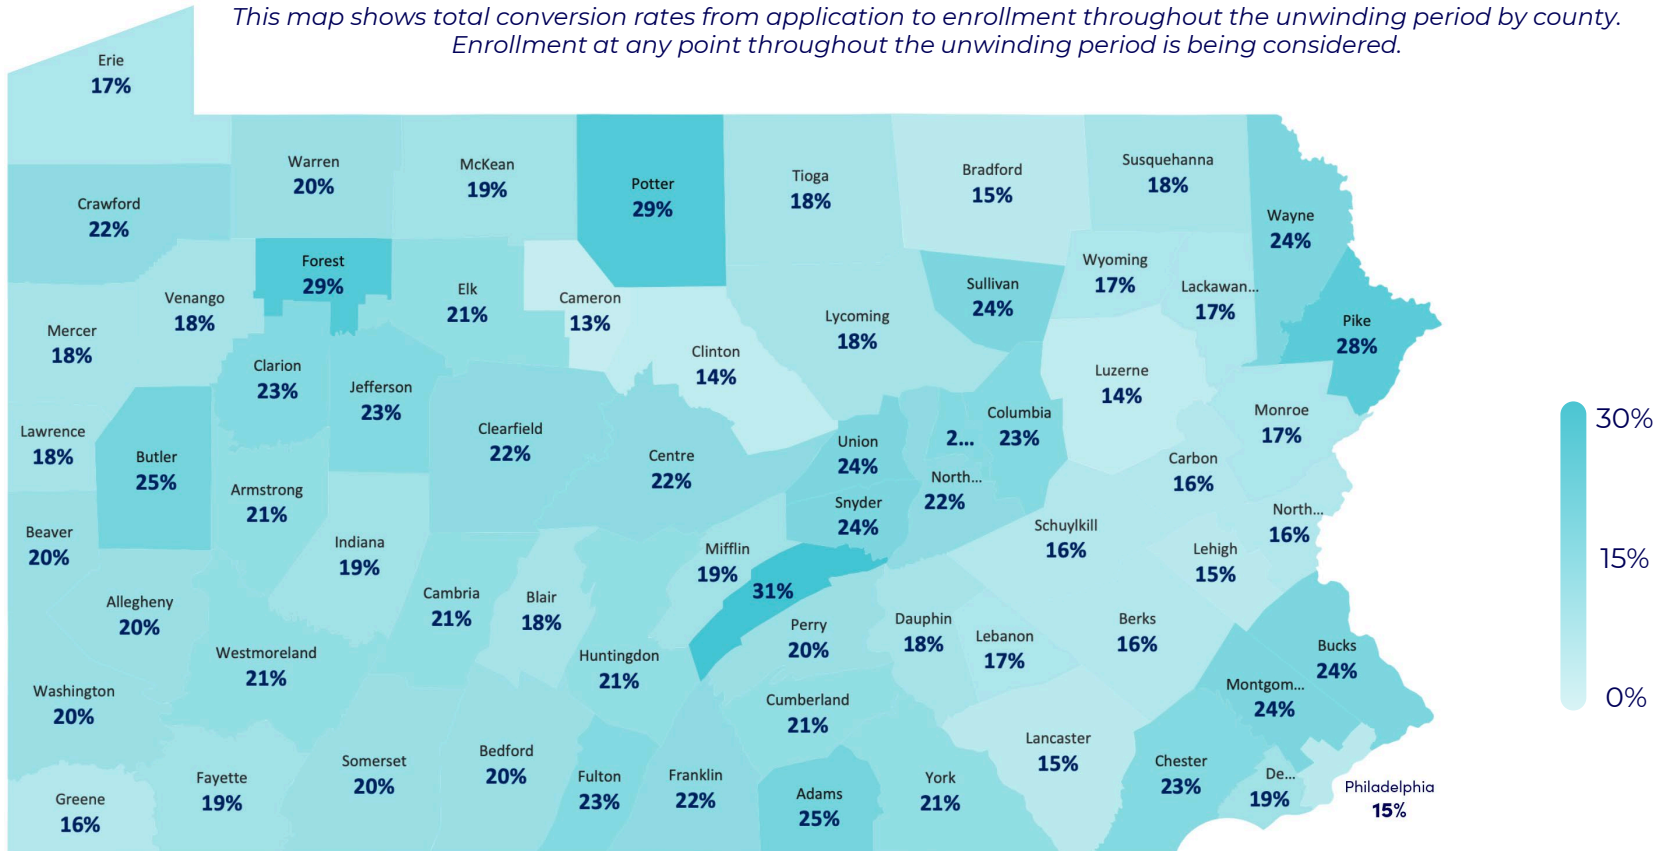 This map shows total conversion rates from application to enrollment throughout the unwinding period by county.
Enrollment at any point throughout the unwinding period is being considered.
Erie
17%
Warren
20%
McKean
19%
Potter
29%
Tioga
18%
Bradford
15%
Susquehanna
18%
Wayne
24%
Crawford
22%
Forest
29%
Venango
18%
Elk
21%
Cameron
13%
Sullivan
24%
Wyoming
17%
Lackawan...
17%
Pike
28%
Mercer
18%
Clarion
23%
Jefferson
23%
Clinton
14%
Lycoming
18%
Luzerne
14%
Monroe
17%
30%
Lawrence
18%
Butler
25%
Armstrong
21%
Clearfield
22%
Centre
22%
Union
24%
2...
Columbia
23%
North...
22%
Snyder
24%
Carbon
16%
North...
16%
15%
Beaver
20%
Indiana
19%
Mifflin
19%
31%
Schuylkill
16%
Lehigh
15%
Allegheny
20%
Cambria
21%
Blair
18%
Perry
20%
Dauphin
18%
Lebanon
17%
Berks
16%
Bucks
24%
Westmoreland
21%
Huntingdon
21%
Montgom...
24%
0%
Washington
20%
Cumberland
21%
Lancaster
15%
Chester
23%
De...
19%
Philadelphia
15%
Greene
16%
Fayette
19%
Somerset
20%
Bedford
20%
Fulton
23%
Franklin
22%
Adams
25%
York
21%